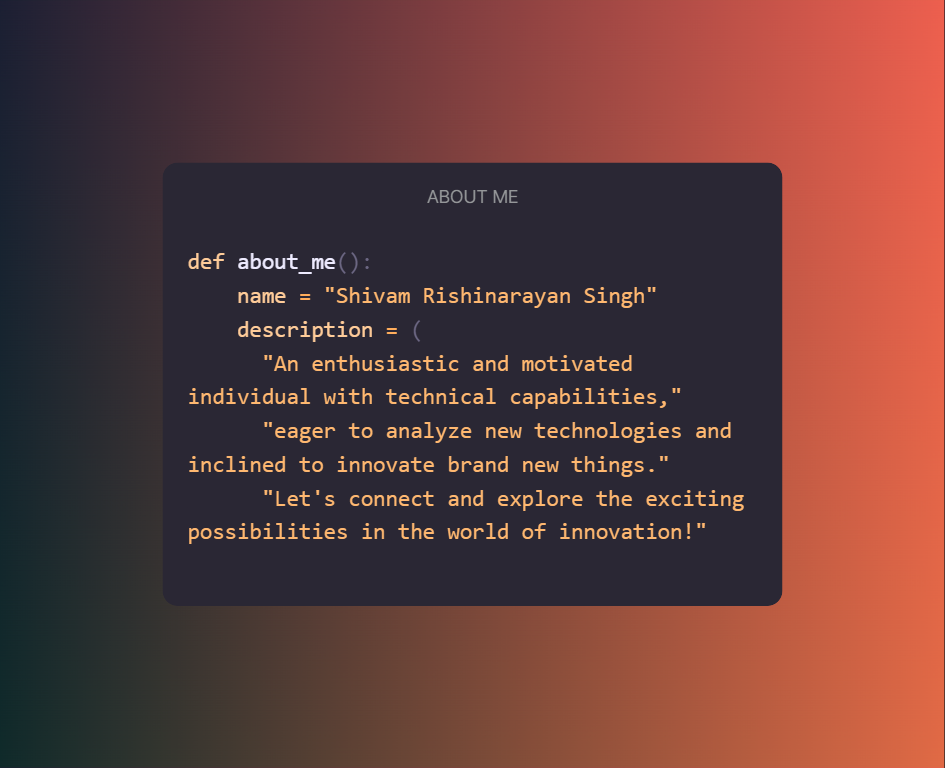 ABOUT ME
def about_me():
    name = "Shivam Rishinarayan Singh"
    description = (
      "An enthusiastic and motivated
individual with technical capabilities,"
      "eager to analyze new technologies and
inclined to innovate brand new things."
      "Let's connect and explore the exciting
possibilities in the world of innovation!"